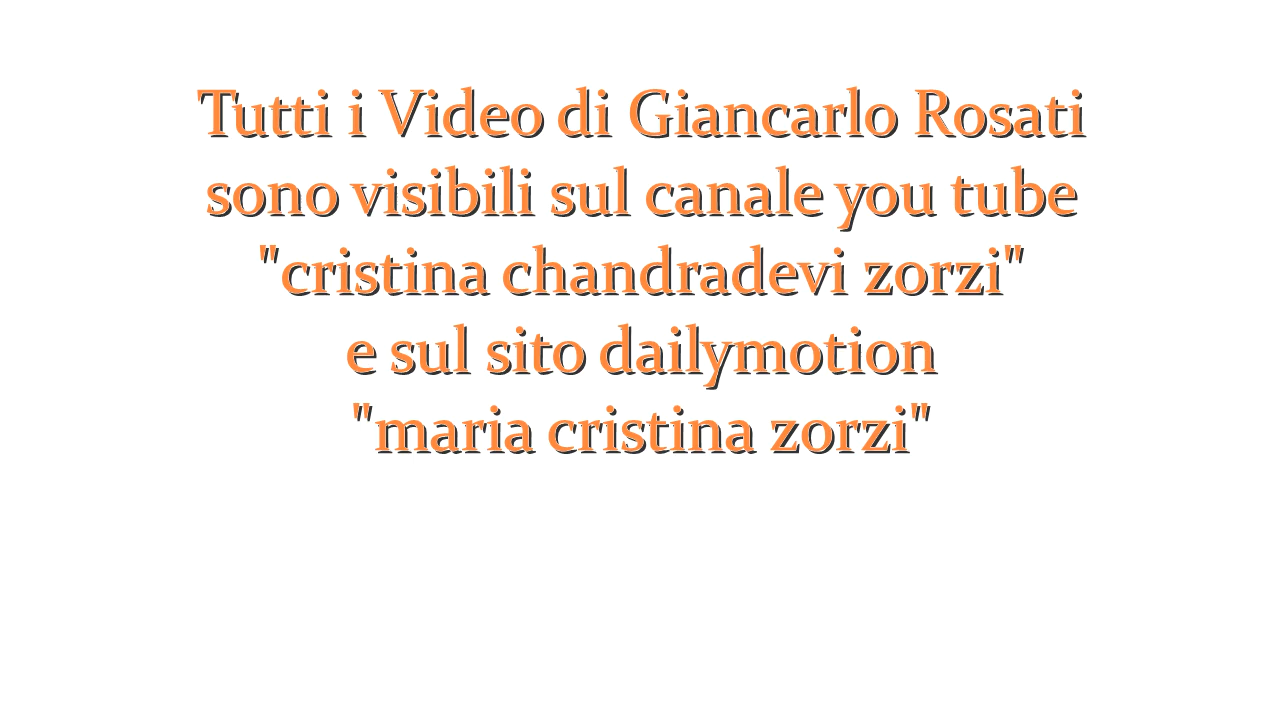 Tutti i Video di Giancarlo Rosati
sono visibili sul canale you tube
"cristina chandradevi zorzi"
e sul sito dailymotion
"maria cristina zorzi"